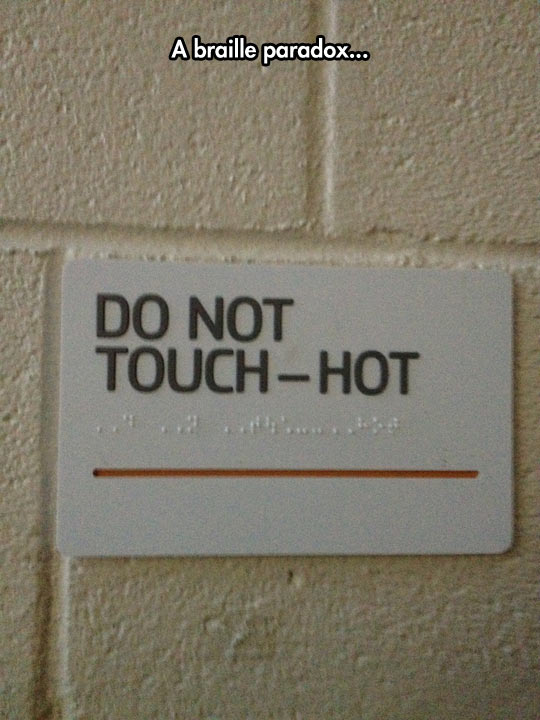 A braille paradox...
DO NOT
TOUCH – HOT